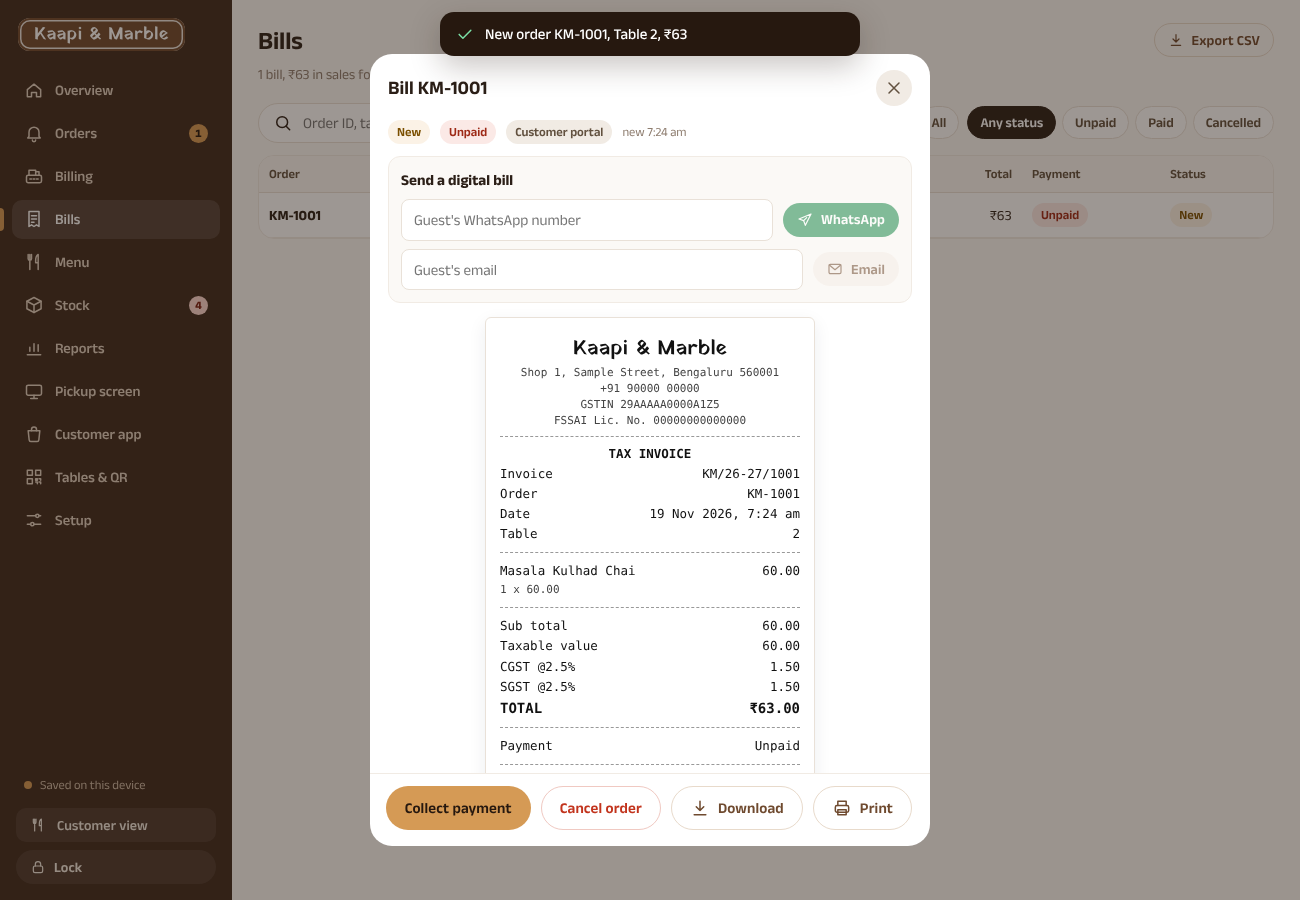 Kaapi & Marble
Overview
Orders
1
Billing
Bills
Menu
Stock
4
Reports
Pickup screen
Customer app
Tables & QR
Setup
Saved on this device
Customer view
Lock
New order KM-1001, Table 2, ₹63
Bills
Export CSV
1 bill, ₹63 in sales fo
Order ID, ta
All
Any status
Unpaid
Paid
Cancelled
Order
Total
Payment
Status
KM-1001
₹63
Unpaid
New
Bill KM-1001
New
Unpaid
Customer portal
new 7:24 am
Send a digital bill
Guest's WhatsApp number
WhatsApp
Guest's email
Email
Kaapi & Marble
Shop 1, Sample Street, Bengaluru 560001
+91 90000 00000
GSTIN 29AAAAA0000A1Z5
FSSAI Lic. No. 00000000000000
TAX INVOICE
Invoice KM/26-27/1001
Order KM-1001
Date 19 Nov 2026, 7:24 am
Table 2
Masala Kulhad Chai 60.00
1 x 60.00
Sub total 60.00
Taxable value 60.00
CGST @2.5% 1.50
SGST @2.5% 1.50
TOTAL ₹63.00
Payment Unpaid
Collect payment
Cancel order
Download
Print